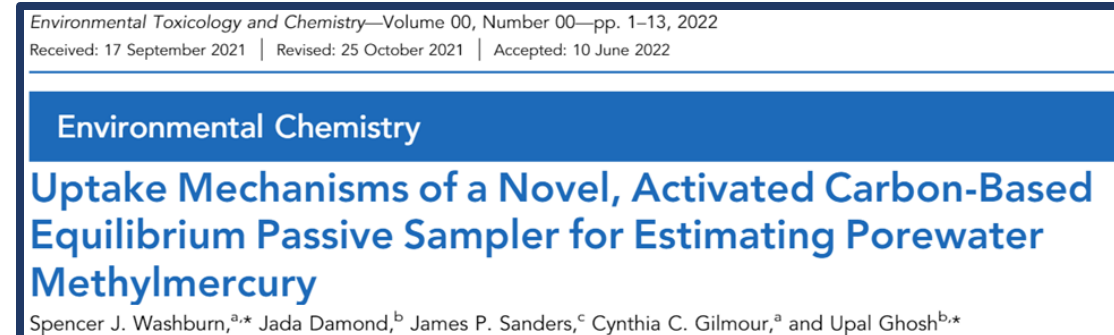 Environmental Toxicology and Chemistry—Volume 00, Number 00—pp. 1–13, 2022
Received: 17 September 2021 | Revised: 25 October 2021 | Accepted: 10 June 2022
Environmental Chemistry
Uptake Mechanisms of a Novel, Activated Carbon-Based
Equilibrium Passive Sampler for Estimating Porewater
Methylmercury
Spencer J. Washburn,ᵃ,* Jada Damond,ᵇ James P. Sanders,ᶜ Cynthia C. Gilmour,ᵃ and Upal Ghoshᵇ,*